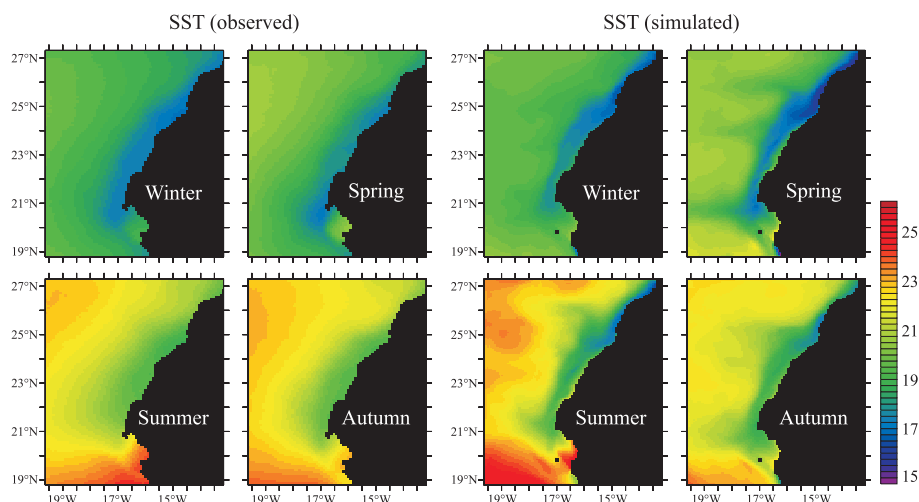 SST (observed) SST (simulated)
27°N
25°N
23°N
21°N
19°N
Winter Spring Winter Spring
27°N
25°N
23°N
21°N
19°N
Summer Autumn Summer Autumn
19°W 17°W 15°W 19°W 17°W 15°W 19°W 17°W 15°W 19°W 17°W 15°W
25
23
21
19
17
15